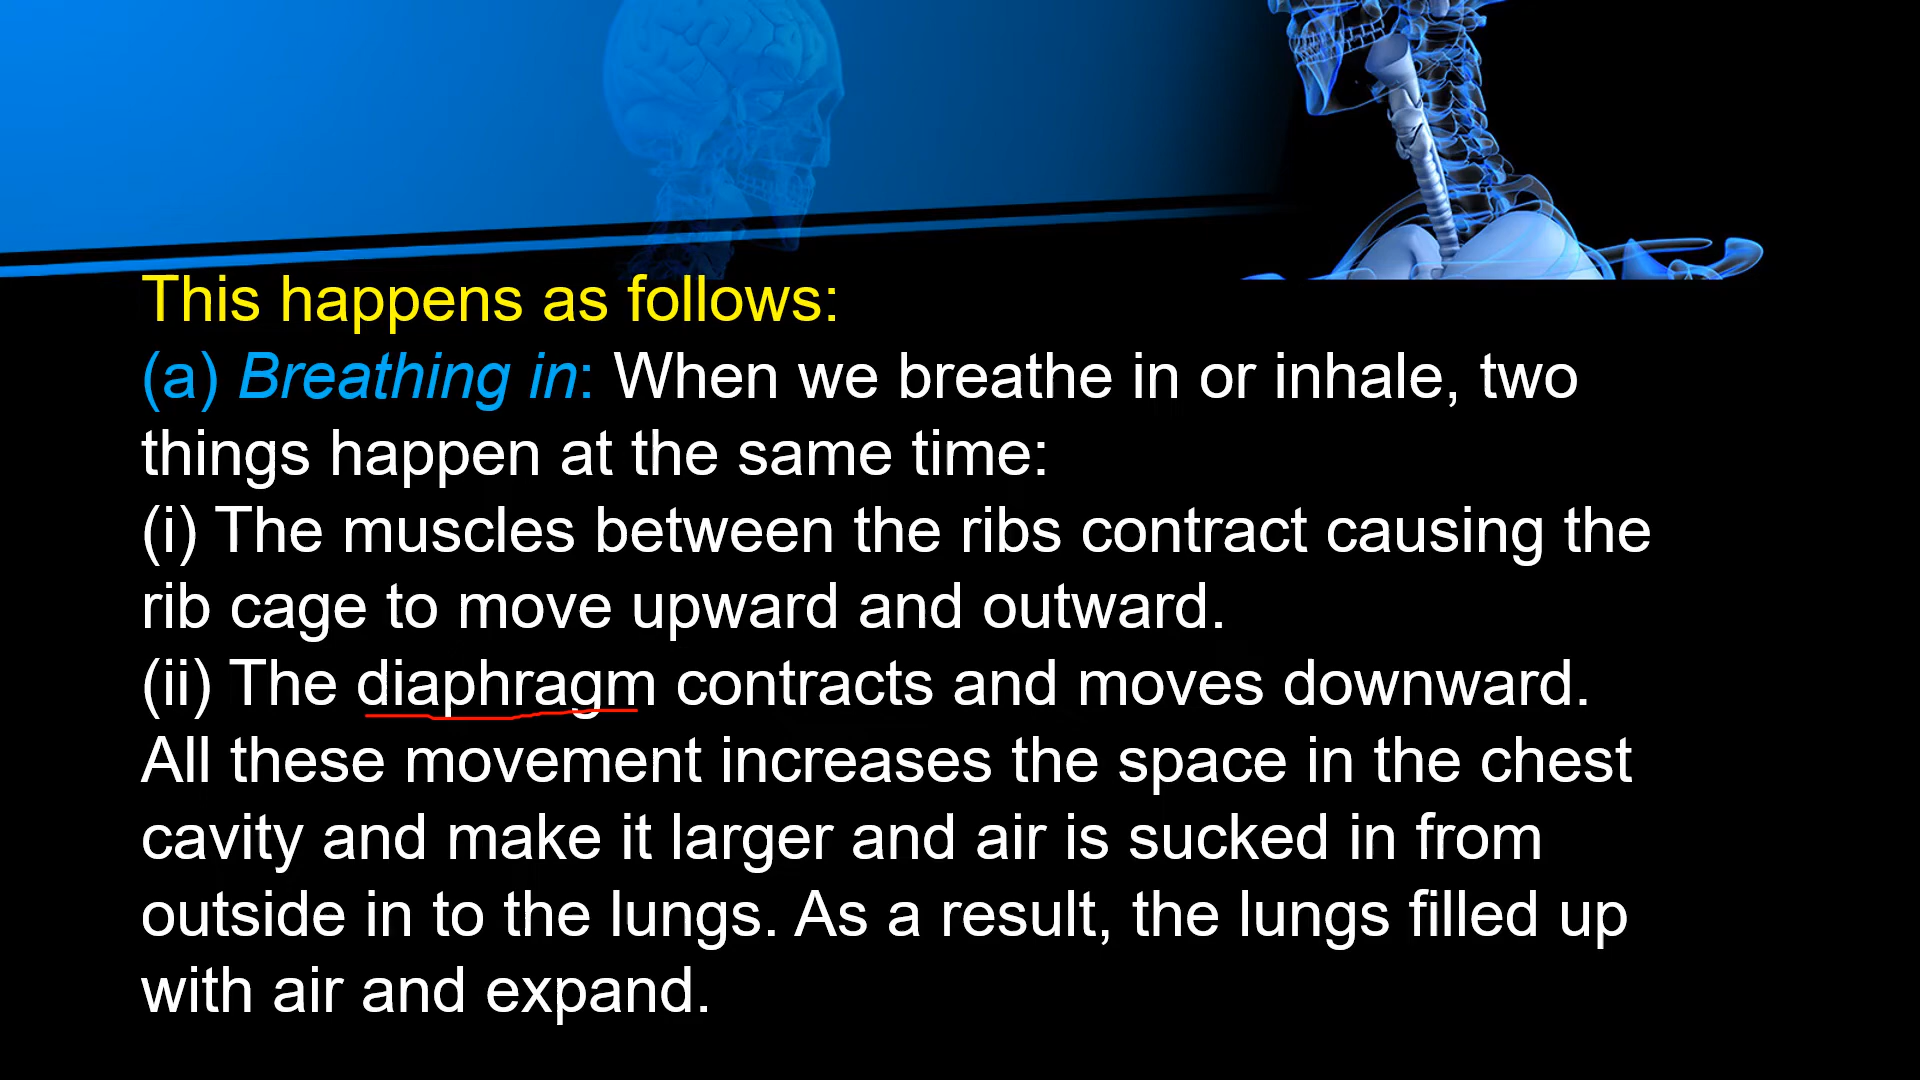 This happens as follows:
(a) Breathing in: When we breathe in or inhale, two
things happen at the same time:
(i) The muscles between the ribs contract causing the
rib cage to move upward and outward.
(ii) The diaphragm contracts and moves downward.
All these movement increases the space in the chest
cavity and make it larger and air is sucked in from
outside in to the lungs. As a result, the lungs filled up
with air and expand.